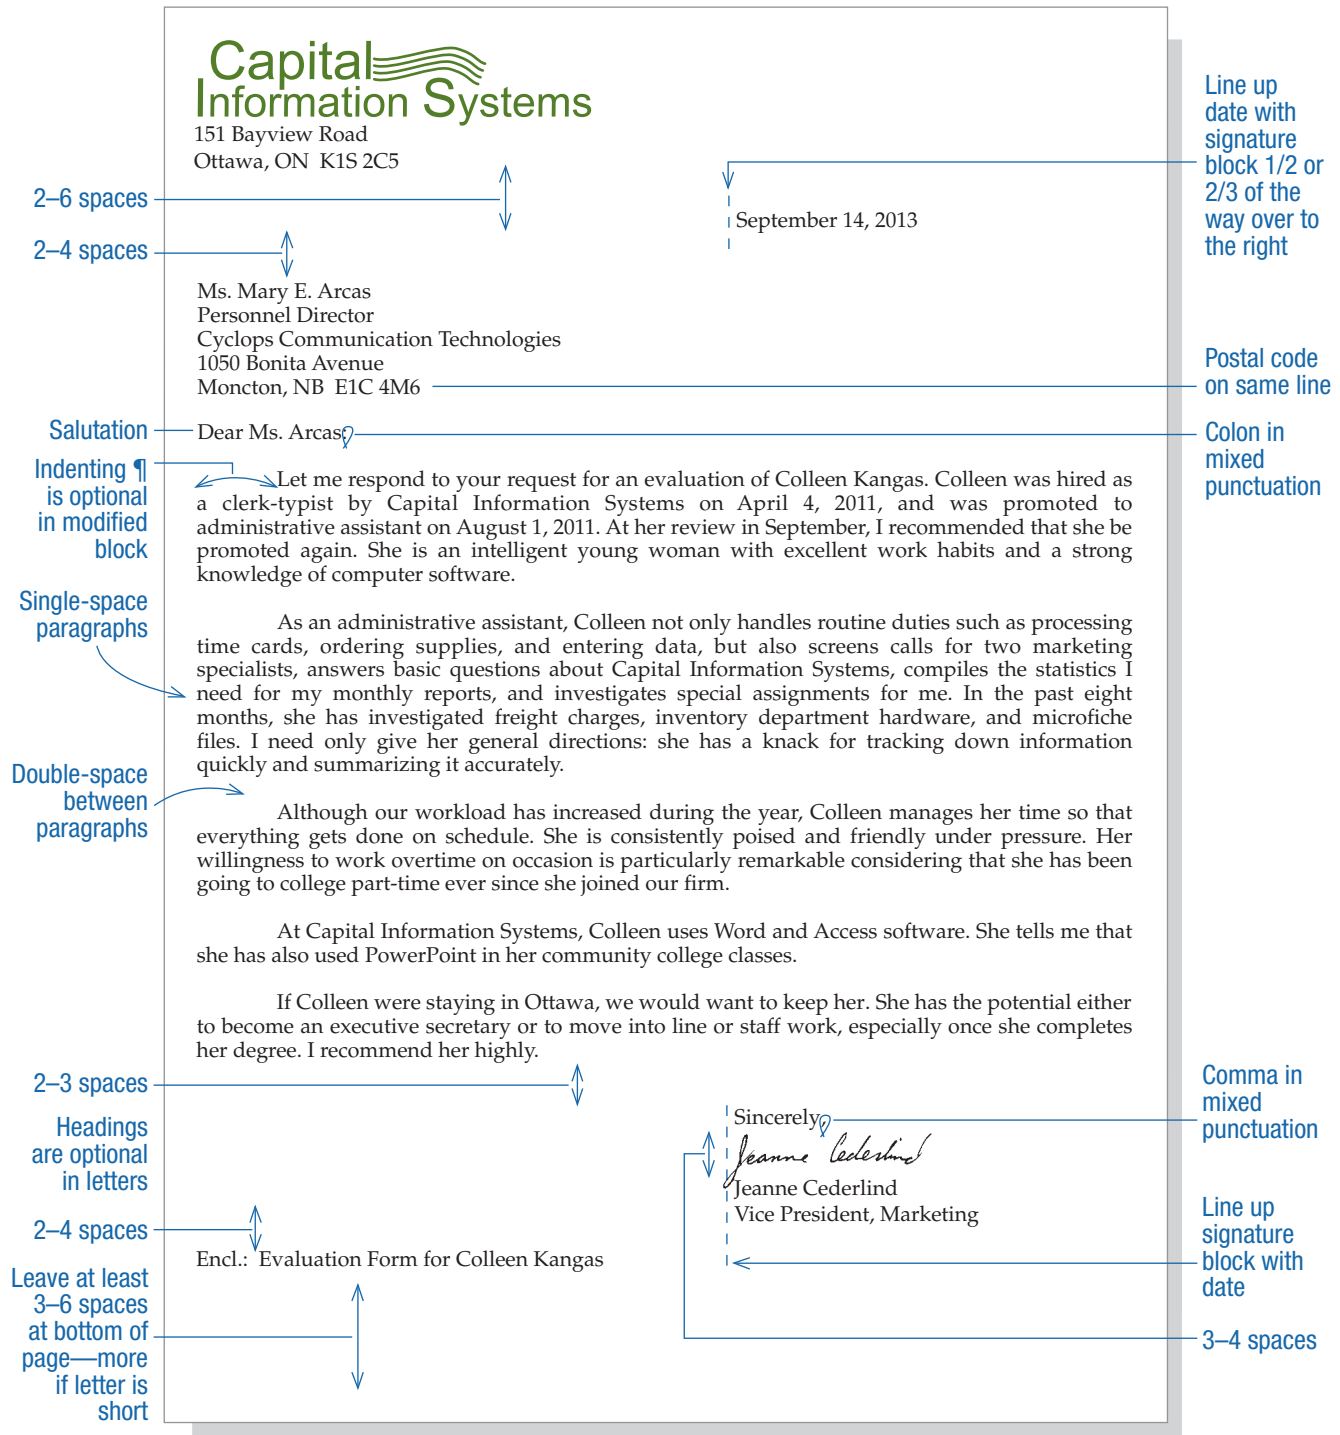 Capital
Information Systems
151 Bayview Road
Ottawa, ON  K1S 2C5
Line up
date with
signature
block 1/2 or
2/3 of the
way over to
the right
2–6 spaces
September 14, 2013
2–4 spaces
Ms. Mary E. Arcas
Personnel Director
Cyclops Communication Technologies
1050 Bonita Avenue
Moncton, NB  E1C 4M6
Postal code
on same line
Salutation
Dear Ms. Arcas:
Colon in
mixed
punctuation
Indenting ¶
is optional
in modified
block
Let me respond to your request for an evaluation of Colleen Kangas. Colleen was hired as
a clerk-typist by Capital Information Systems on April 4, 2011, and was promoted to
administrative assistant on August 1, 2011. At her review in September, I recommended that she be
promoted again. She is an intelligent young woman with excellent work habits and a strong
knowledge of computer software.
Single-space
paragraphs
As an administrative assistant, Colleen not only handles routine duties such as processing
time cards, ordering supplies, and entering data, but also screens calls for two marketing
specialists, answers basic questions about Capital Information Systems, compiles the statistics I
need for my monthly reports, and investigates special assignments for me. In the past eight
months, she has investigated freight charges, inventory department hardware, and microfiche
files. I need only give her general directions: she has a knack for tracking down information
quickly and summarizing it accurately.
Double-space
between
paragraphs
Although our workload has increased during the year, Colleen manages her time so that
everything gets done on schedule. She is consistently poised and friendly under pressure. Her
willingness to work overtime on occasion is particularly remarkable considering that she has been
going to college part-time ever since she joined our firm.
At Capital Information Systems, Colleen uses Word and Access software. She tells me that
she has also used PowerPoint in her community college classes.
If Colleen were staying in Ottawa, we would want to keep her. She has the potential either
to become an executive secretary or to move into line or staff work, especially once she completes
her degree. I recommend her highly.
2–3 spaces
Sincerely,
Comma in
mixed
punctuation
Headings
are optional
in letters
Jeanne Cederlind
Jeanne Cederlind
Vice President, Marketing
2–4 spaces
Line up
signature
block with
date
Encl.:  Evaluation Form for Colleen Kangas
Leave at least
3–6 spaces
at bottom of
page—more
if letter is
short
3–4 spaces